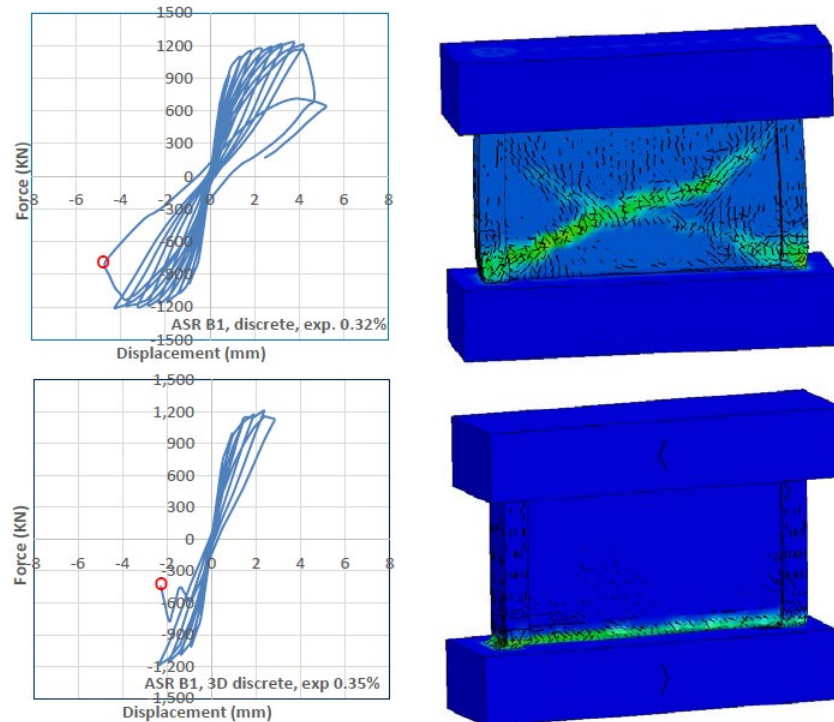 1500
1200
900
600
300
0
-8 -6 -4 -2 0 2 4 6 8
-300
-600
-900
-1200
-1500
Force (KN)
ASR B1, discrete, exp. 0.32%
Displacement (mm)
1,500
1,200
900
600
300
0
-8 -6 -4 -2 0 2 4 6 8
-300
-600
-900
-1,200
1,500
Force (KN)
ASR B1, 3D discrete, exp 0.35%
Displacement (mm)